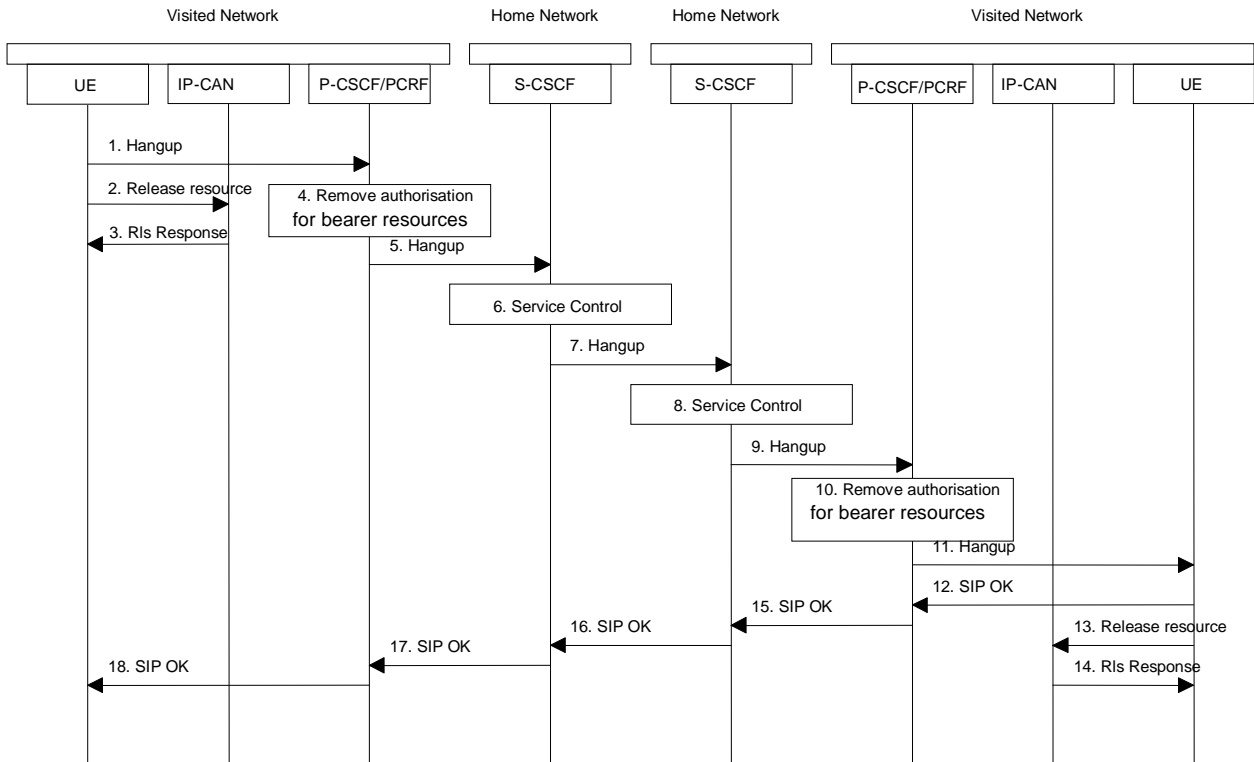 Visited Network
Home Network
Home Network
Visited Network
UE
IP-CAN
P-CSCF/PCRF
S-CSCF
S-CSCF
P-CSCF/PCRF
IP-CAN
UE
1. Hangup
2. Release resource
3. Rls Response
4. Remove authorisation
for bearer resources
5. Hangup
6. Service Control
7. Hangup
8. Service Control
9. Hangup
10. Remove authorisation
for bearer resources
11. Hangup
12. SIP OK
15. SIP OK
16. SIP OK
13. Release resource
17. SIP OK
14. Rls Response
18. SIP OK